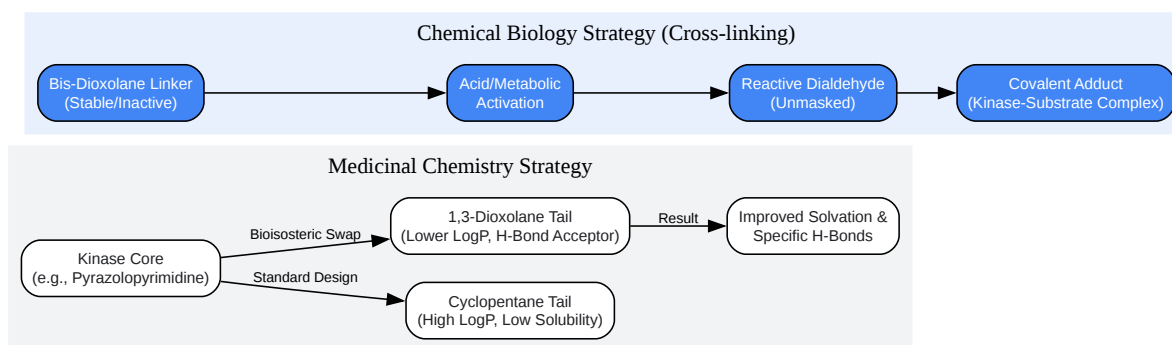 Chemical Biology Strategy (Cross-linking)
Bis-Dioxolane Linker
(Stable/Inactive)
Acid/Metabolic
Activation
Reactive Dialdehyde
(Unmasked)
Covalent Adduct
(Kinase-Substrate Complex)
Medicinal Chemistry Strategy
Kinase Core
(e.g., Pyrazolopyrimidine)
Bioisosteric Swap
Standard Design
1,3-Dioxolane Tail
(Lower LogP, H-Bond Acceptor)
Result
Improved Solvation &
Specific H-Bonds
Cyclopentane Tail
(High LogP, Low Solubility)